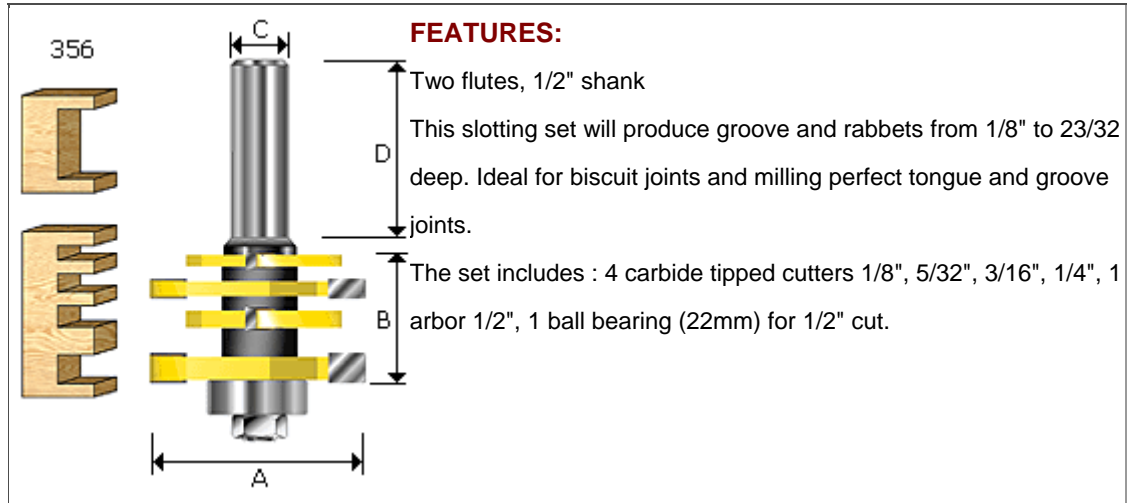 356
C
D
B
A
FEATURES:
Two flutes, 1/2" shank
This slotting set will produce groove and rabbets from 1/8" to 23/32
deep. Ideal for biscuit joints and milling perfect tongue and groove
joints.
The set includes : 4 carbide tipped cutters 1/8", 5/32", 3/16", 1/4", 1
arbor 1/2", 1 ball bearing (22mm) for 1/2" cut.